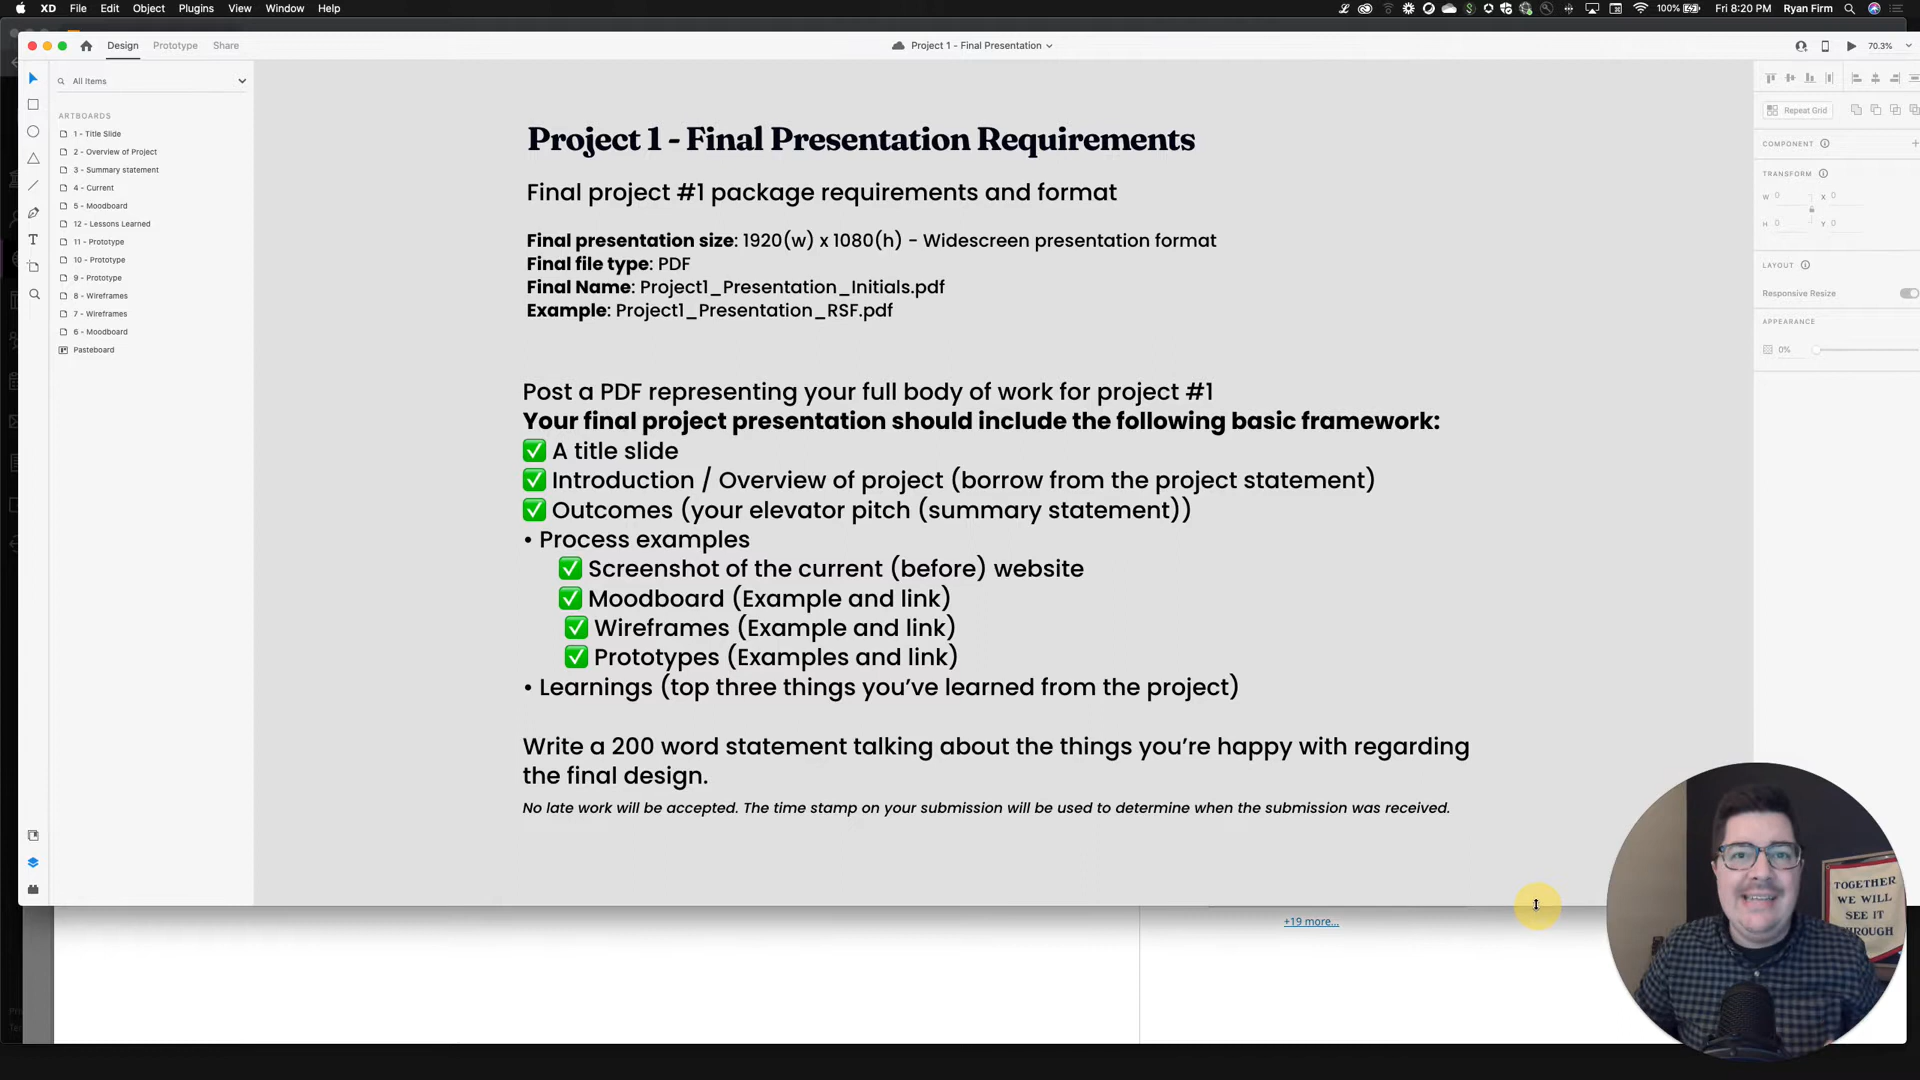 XD File Edit Object Plugins View Window Help
100% Fri 8:20 PM Ryan Firm
Design Prototype Share
Project 1 - Final Presentation
70.3%
All Items
ARTBOARDS
1 - Title Slide
2 - Overview of Project
3 - Summary statement
4 - Current
5 - Moodboard
12 - Lessons Learned
11 - Prototype
10 - Prototype
9 - Prototype
8 - Wireframes
7 - Wireframes
6 - Moodboard
Pasteboard
Project 1 - Final Presentation Requirements
Final project #1 package requirements and format
Final presentation size: 1920(w) x 1080(h) - Widescreen presentation format
Final file type: PDF
Final Name: Project1_Presentation_Initials.pdf
Example: Project1_Presentation_RSF.pdf
Post a PDF representing your full body of work for project #1
Your final project presentation should include the following basic framework:
✅ A title slide
✅ Introduction / Overview of project (borrow from the project statement)
✅ Outcomes (your elevator pitch (summary statement))
• Process examples
✅ Screenshot of the current (before) website
✅ Moodboard (Example and link)
✅ Wireframes (Example and link)
✅ Prototypes (Examples and link)
• Learnings (top three things you’ve learned from the project)
Write a 200 word statement talking about the things you’re happy with regarding
the final design.
No late work will be accepted. The time stamp on your submission will be used to determine when the submission was received.
Repeat Grid
COMPONENT
TRANSFORM
W 0 X 0
H 0 Y 0
LAYOUT
Responsive Resize
APPEARANCE
0%
+19 more...
TOGETHER
WE WILL
SEE IT
THROUGH